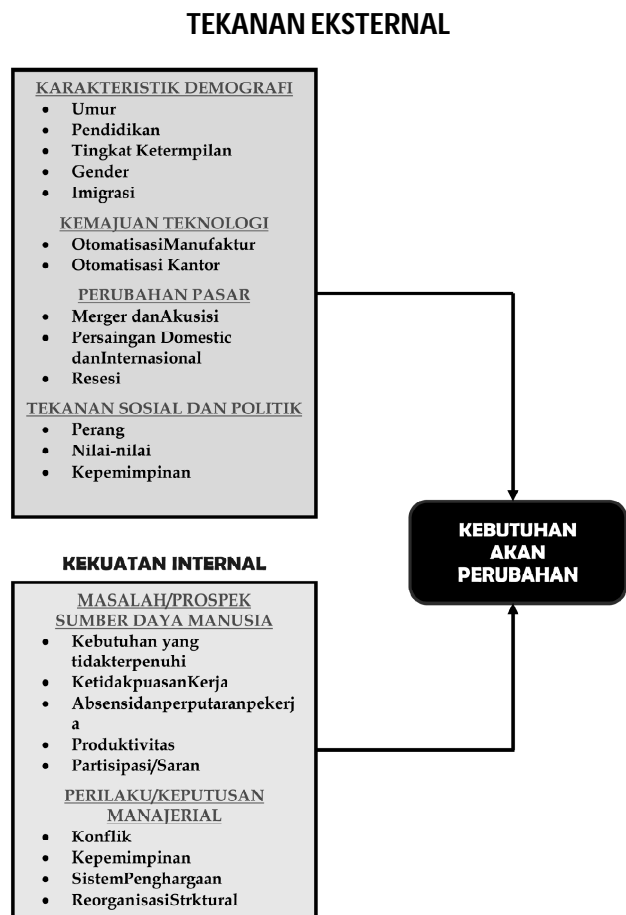 TEKANAN EKSTERNAL
KARAKTERISTIK DEMOGRAFI
• Umur
• Pendidikan
• Tingkat Ketermpilan
• Gender
• Imigrasi
KEMAJUAN TEKNOLOGI
• OtomatisasiManufaktur
• Otomatisasi Kantor
PERUBAHAN PASAR
• Merger danAkusisi
• Persaingan Domestic
danInternasional
• Resesi
TEKANAN SOSIAL DAN POLITIK
• Perang
• Nilai-nilai
• Kepemimpinan
KEBUTUHAN
AKAN
PERUBAHAN
KEKUATAN INTERNAL
MASALAH/PROSPEK
SUMBER DAYA MANUSIA
• Kebutuhan yang
tidakterpenuhi
• KetidakpuasanKerja
• Absensidanperputaranpekerj
a
• Produktivitas
• Partisipasi/Saran
PERILAKU/KEPUTUSAN
MANAJERIAL
• Konflik
• Kepemimpinan
• SistemPenghargaan
• ReorganisasiStrktural